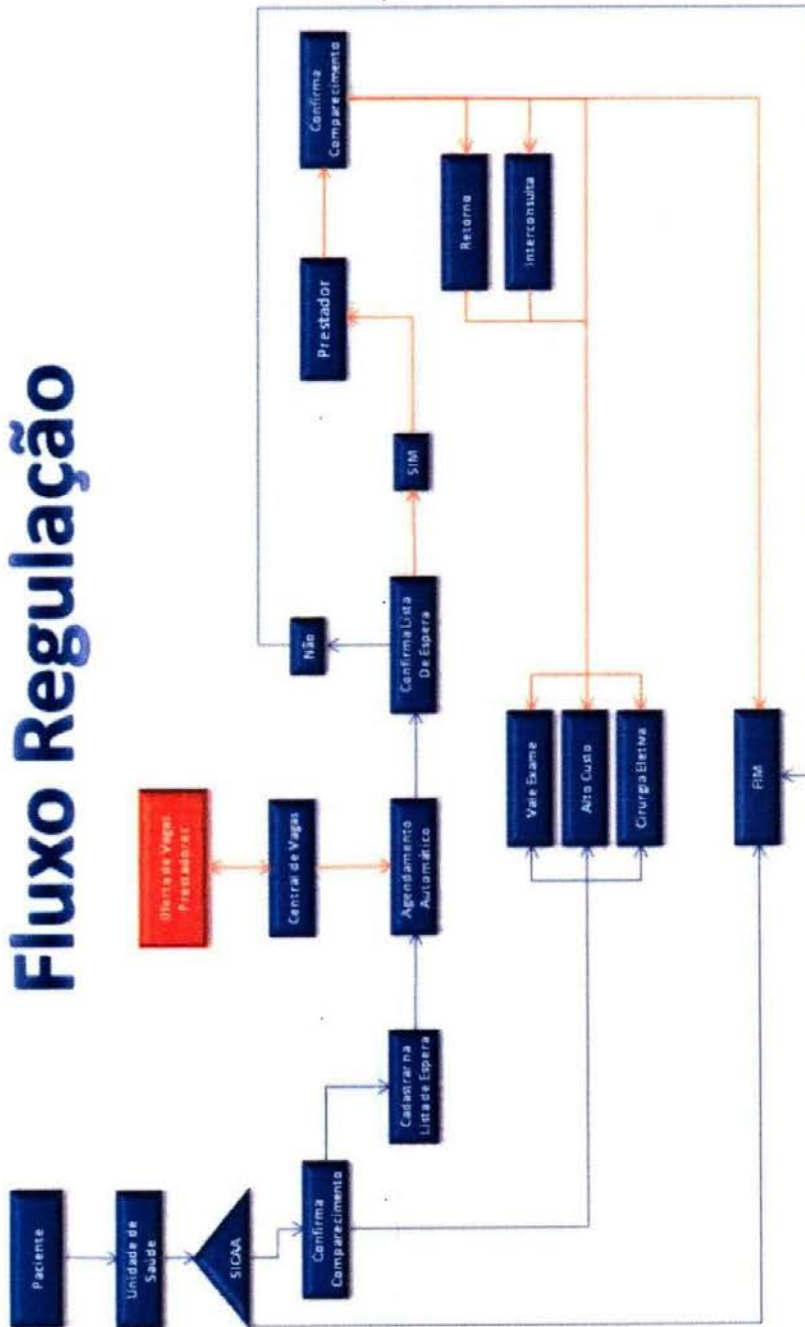 Fluxo Regulação
Paciente
Unidade de
Saúde
SICAA
Confirma
Comparecimento
Cadastrar na
Lista de Espera
Oferta de Vagas
Prestadores
Central de Vagas
Agendamento
Automático
Confirma Lista
De Espera
Não
SIM
Prestador
Confirma
Comparecimento
Retorno
Interconsulta
Vale Exame
Alto Custo
Cirurgia Eletiva
FIM